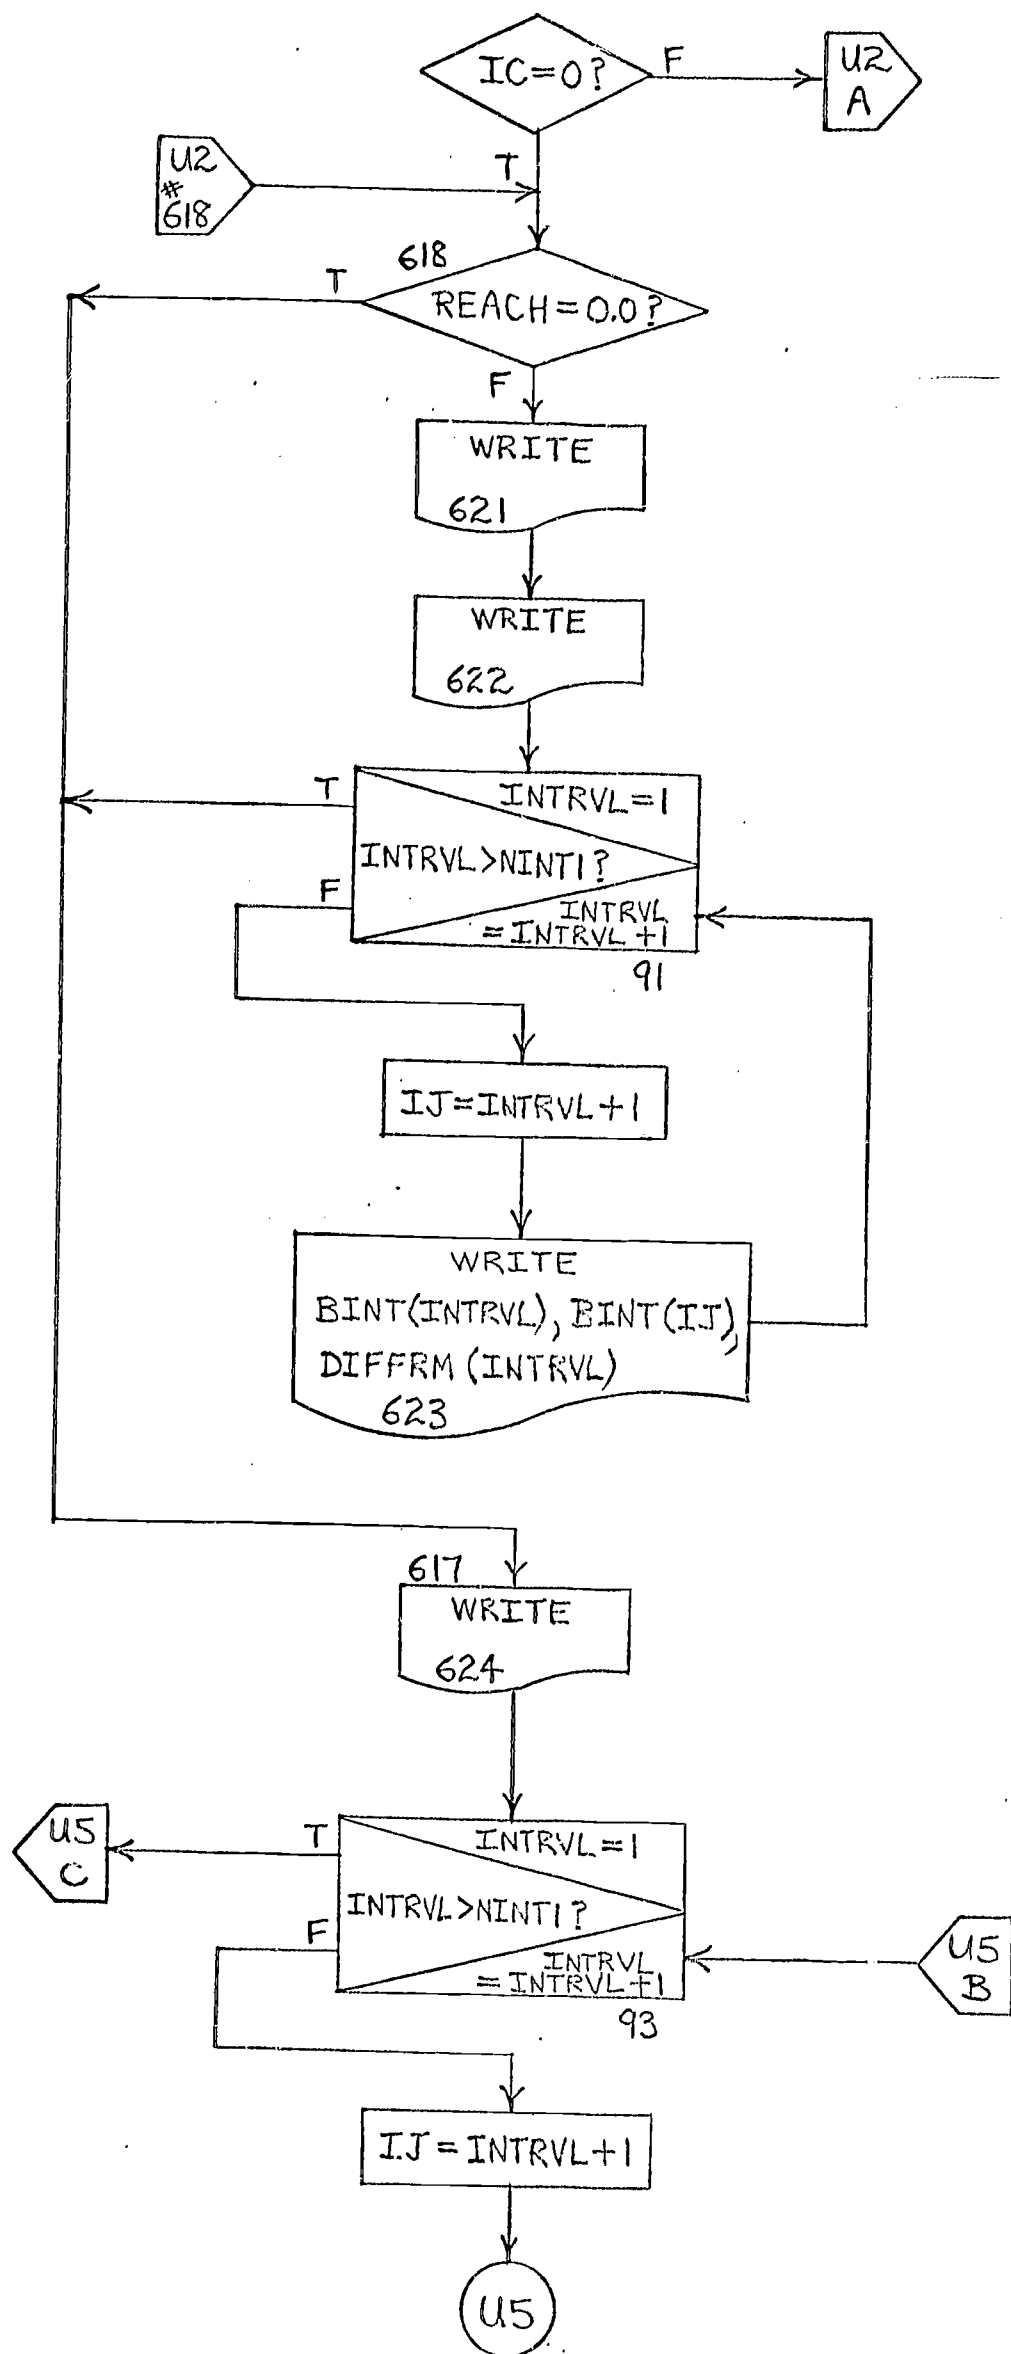 IC=0?
F
U2
A
T
U2
#
618
618
T
REACH=0.0?
F
WRITE
621
WRITE
622
T
INTRVL=1
INTRVL>NINT1?
F
INTRVL
=INTRVL+1
91
IJ=INTRVL+1
WRITE
BINT(INTRVL), BINT(IJ),
DIFFRM(INTRVL)
623
617
WRITE
624
U5
C
T
INTRVL=1
INTRVL>NINT1?
F
INTRVL
=INTRVL+1
93
U5
B
IJ=INTRVL+1
U5